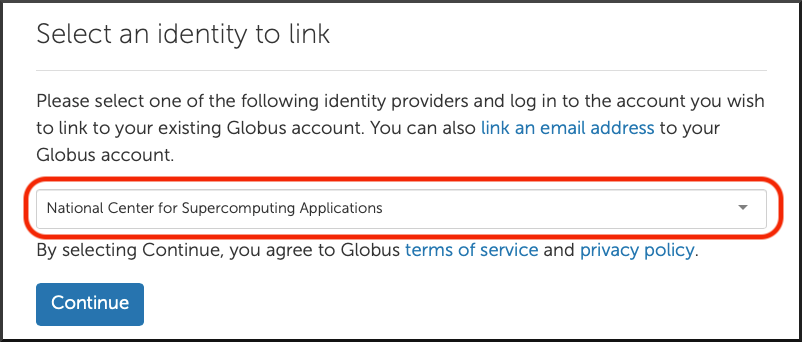 Select an identity to link
Please select one of the following identity providers and log in to the account you wish
to link to your existing Globus account. You can also link an email address to your
Globus account.
National Center for Supercomputing Applications
By selecting Continue, you agree to Globus terms of service and privacy policy.
Continue